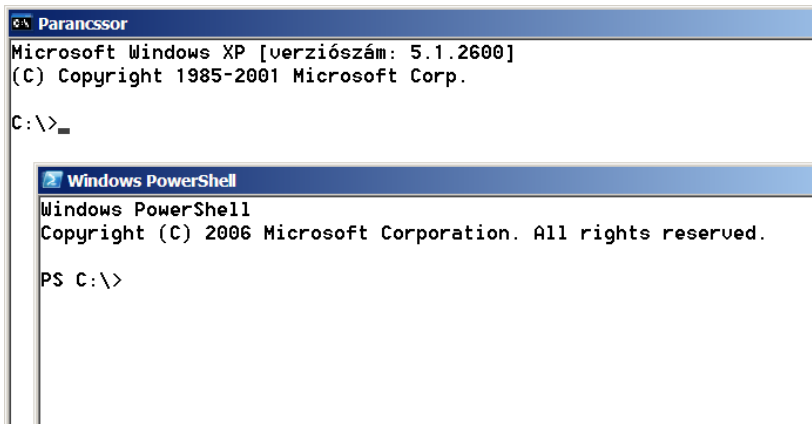 Parancssor
Microsoft Windows XP [verziószám: 5.1.2600]
(C) Copyright 1985-2001 Microsoft Corp.
C:\>_
Windows PowerShell
Windows PowerShell
Copyright (C) 2006 Microsoft Corporation. All rights reserved.
PS C:\>